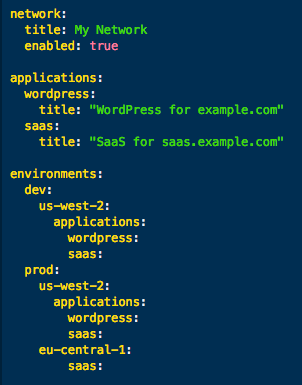 network:
  title: My Network
  enabled: true

applications:
  wordpress:
    title: "WordPress for example.com"
  saas:
    title: "SaaS for saas.example.com"

environments:
  dev:
    us-west-2:
      applications:
        wordpress:
        saas:
  prod:
    us-west-2:
      applications:
        wordpress:
        saas:
    eu-central-1:
        saas: